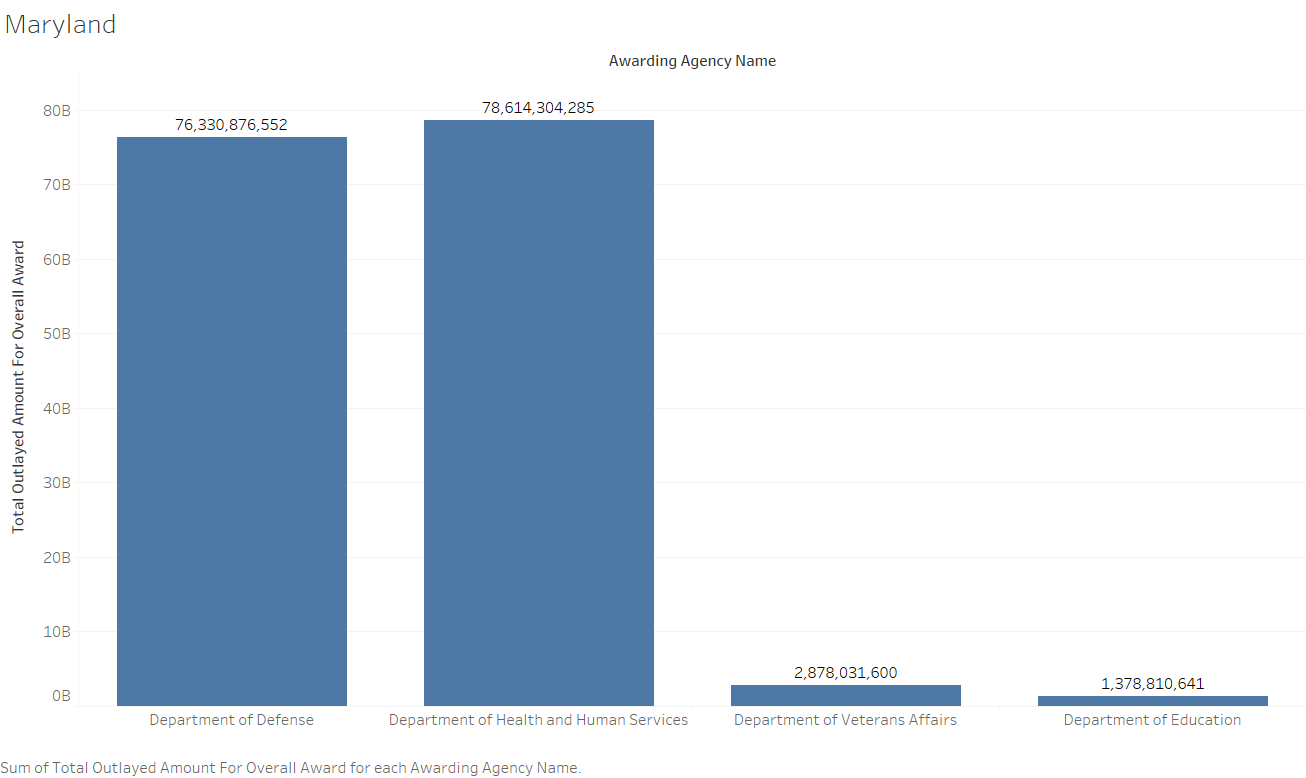 Maryland
Awarding Agency Name
Total Outlayed Amount For Overall Award
80B
70B
60B
50B
40B
30B
20B
10B
0B
76,330,876,552
78,614,304,285
2,878,031,600
1,378,810,641
Department of Defense
Department of Health and Human Services
Department of Veterans Affairs
Department of Education
Sum of Total Outlayed Amount For Overall Award for each Awarding Agency Name.